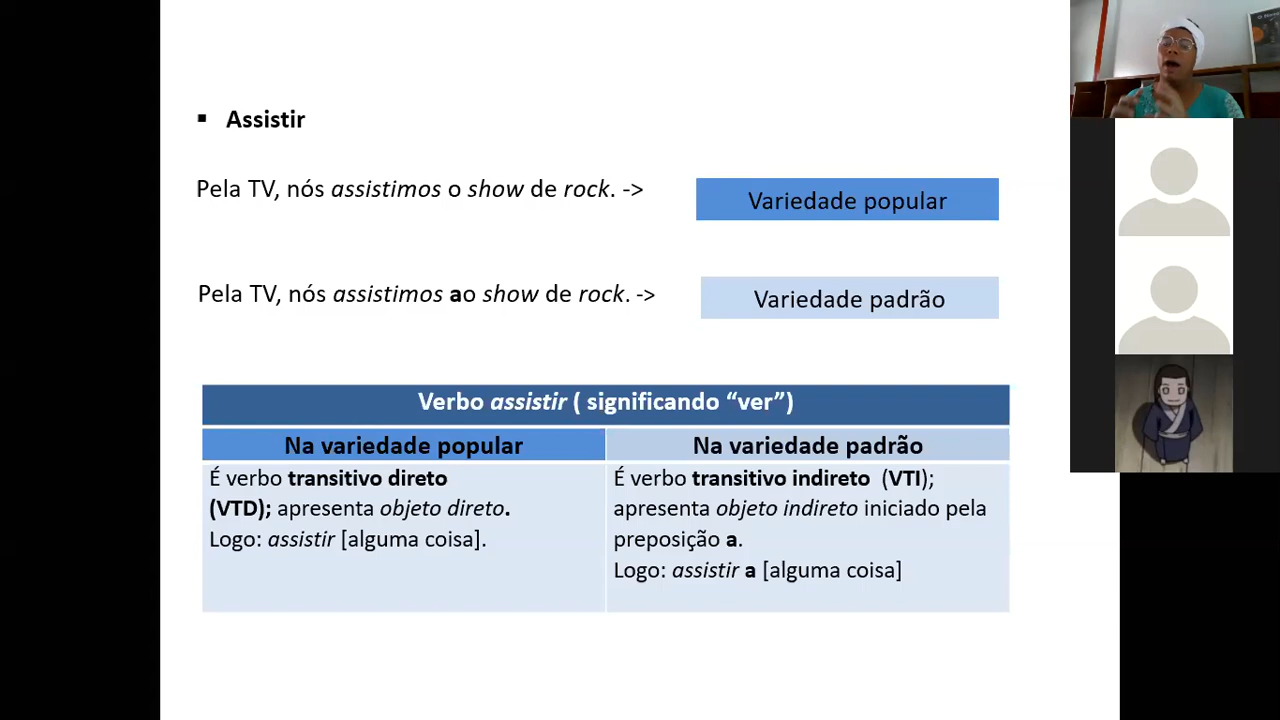 ▪ Assistir
Pela TV, nós assistimos o show de rock. ->
Variedade popular
Pela TV, nós assistimos ao show de rock. ->
Variedade padrão
Verbo assistir ( significando “ver”)
Na variedade popular
É verbo transitivo direto
(VTD); apresenta objeto direto.
Logo: assistir [alguma coisa].
Na variedade padrão
É verbo transitivo indireto (VTI);
apresenta objeto indireto iniciado pela
preposição a.
Logo: assistir a [alguma coisa]